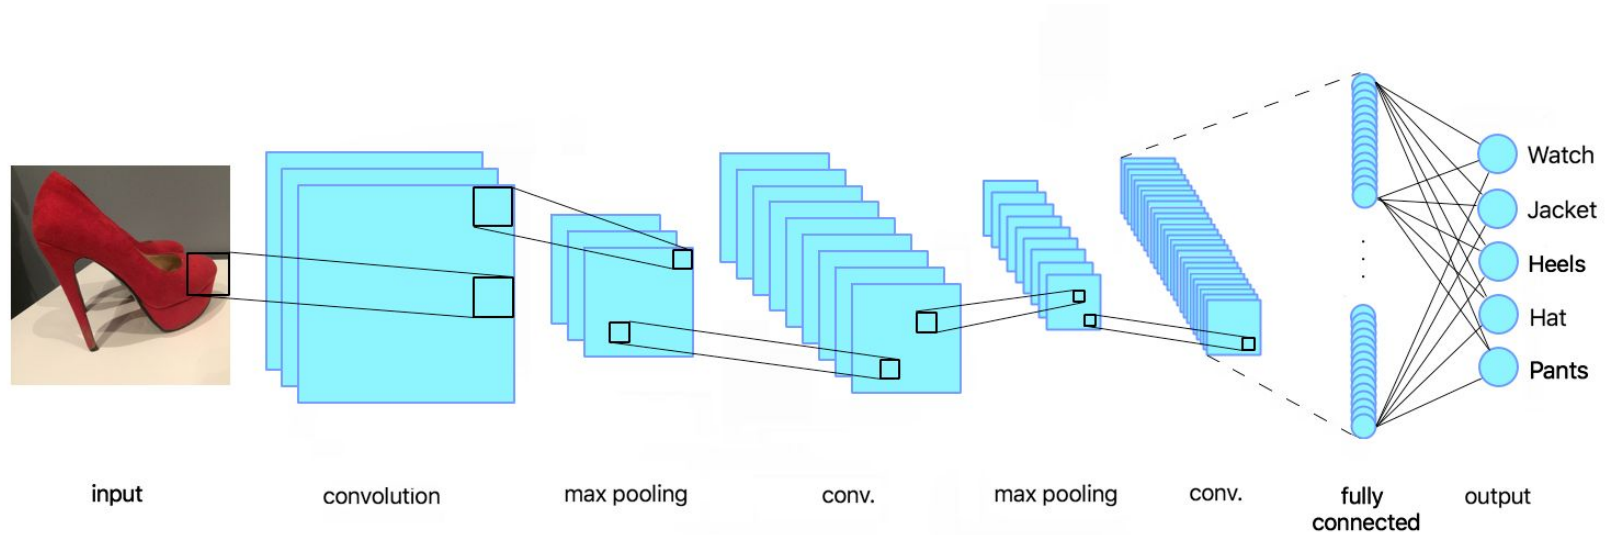 Watch
Jacket
Heels
Hat
Pants
input
convolution
max pooling
conv.
max pooling
conv.
fully
connected
output